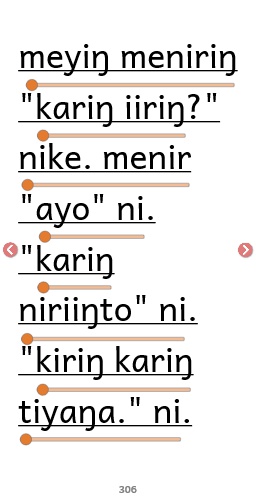 meyiŋ meniriŋ
"kariŋ iiriŋ?"
nike. menir
"ayo" ni.
"kariŋ
niriiŋto" ni.
"kiriŋ kariŋ
tiyaŋa." ni.
306